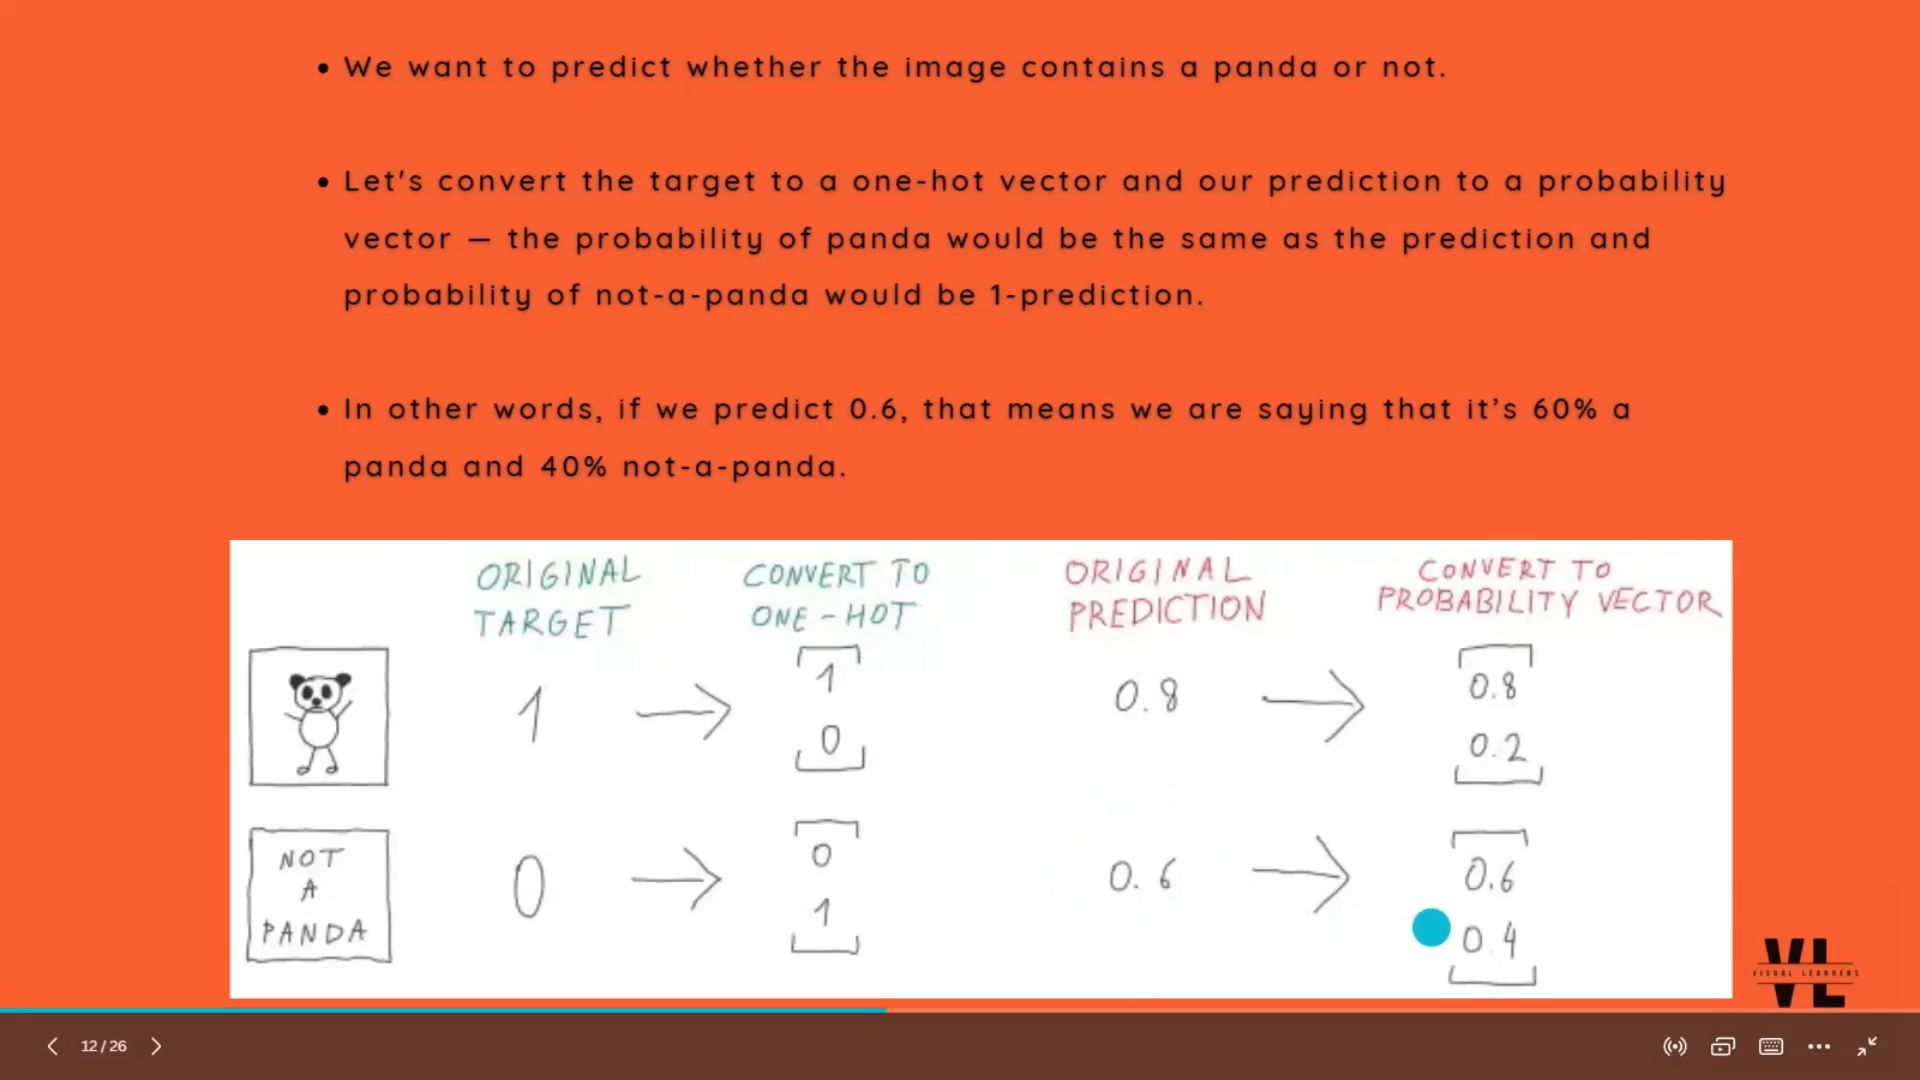 • We want to predict whether the image contains a panda or not.
• Let's convert the target to a one-hot vector and our prediction to a probability
vector — the probability of panda would be the same as the prediction and
probability of not-a-panda would be 1-prediction.
• In other words, if we predict 0.6, that means we are saying that it’s 60% a
panda and 40% not-a-panda.
ORIGINAL TARGET
CONVERT TO ONE-HOT
ORIGINAL PREDICTION
CONVERT TO PROBABILITY VECTOR
1
1
0
0.8
0.8
0.2
NOT
A
PANDA
0
0
1
0.6
0.6
0.4
VL
VISUAL LEARNERS
12 / 26